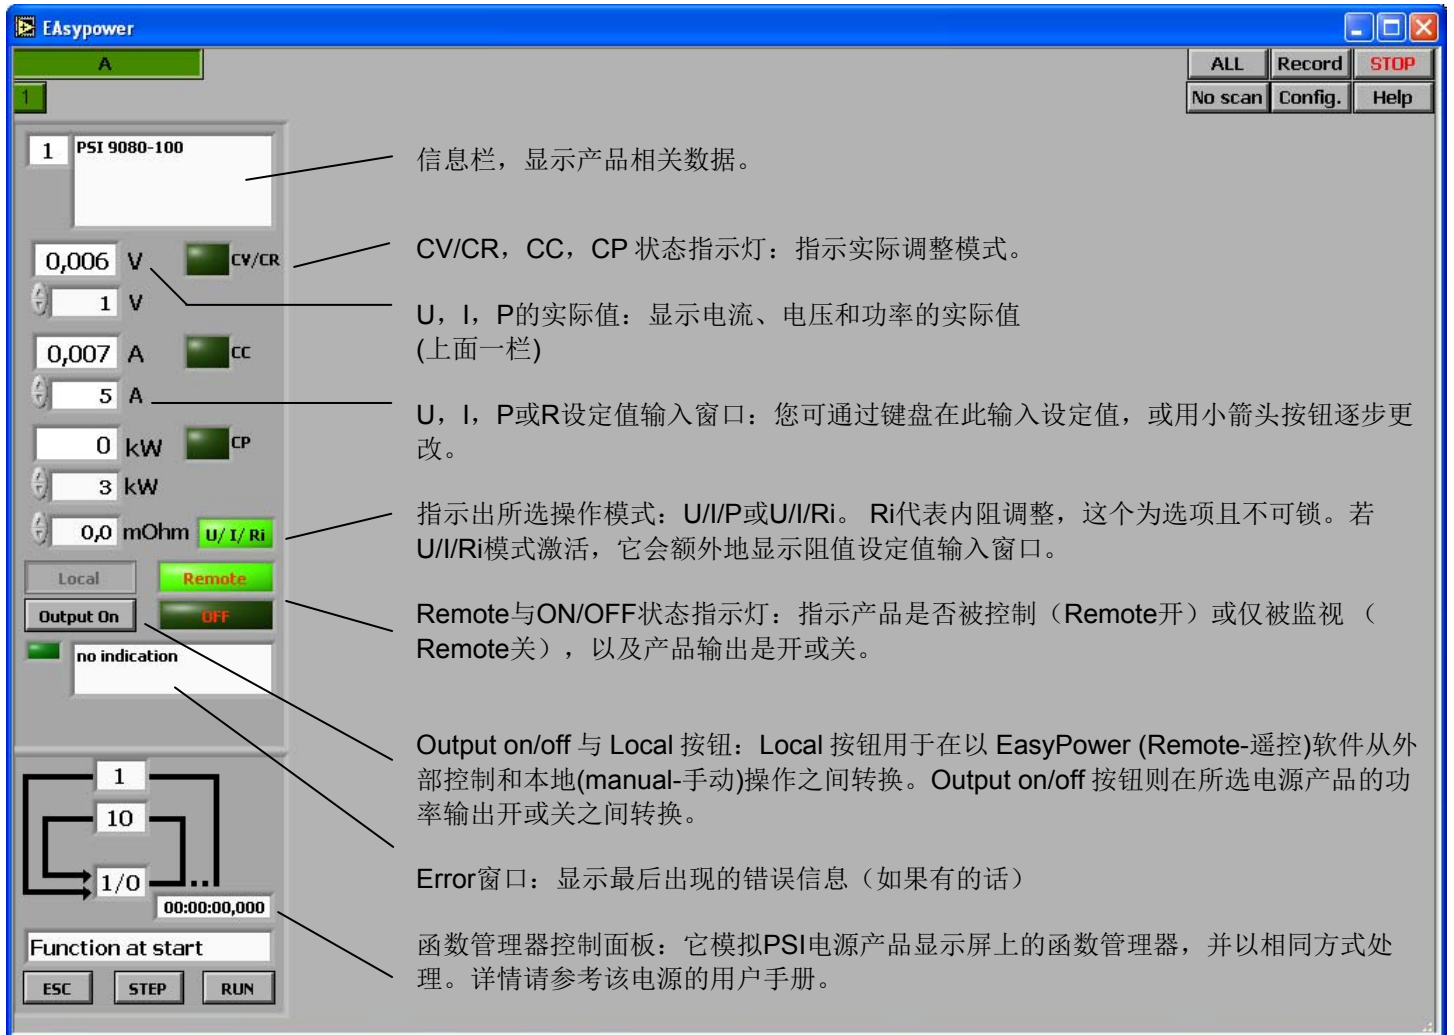 EAsypower
A
ALL Record STOP
1
No scan Config. Help
1 PSI 9080-100
信息栏，显示产品相关数据。
0,006 V CV/CR
CV/CR，CC，CP 状态指示灯：指示实际调整模式。
1 V
U，I，P的实际值：显示电流、电压和功率的实际值
(上面一栏)
0,007 A CC
5 A
U，I，P或R设定值输入窗口：您可通过键盘在此输入设定值，或用小箭头按钮逐步更
改。
0 kW CP
3 kW
0,0 mOhm U/I/Ri
指示出所选操作模式：U/I/P或U/I/Ri。 Ri代表内阻调整，这个为选项且不可锁。若
U/I/Ri模式激活，它会额外地显示阻值设定值输入窗口。
Local Remote
Output On OFF
Remote与ON/OFF状态指示灯：指示产品是否被控制（Remote开）或仅被监视 （
Remote关），以及产品输出是开或关。
no indication
Output on/off 与 Local 按钮：Local 按钮用于在以 EasyPower (Remote-遥控)软件从外
部控制和本地(manual-手动)操作之间转换。Output on/off 按钮则在所选电源产品的功
率输出开或关之间转换。
1
10
1/0
00:00:00,000
Error窗口：显示最后出现的错误信息（如果有的话）
Function at start
ESC STEP RUN
函数管理器控制面板：它模拟PSI电源产品显示屏上的函数管理器，并以相同方式处
理。详情请参考该电源的用户手册。